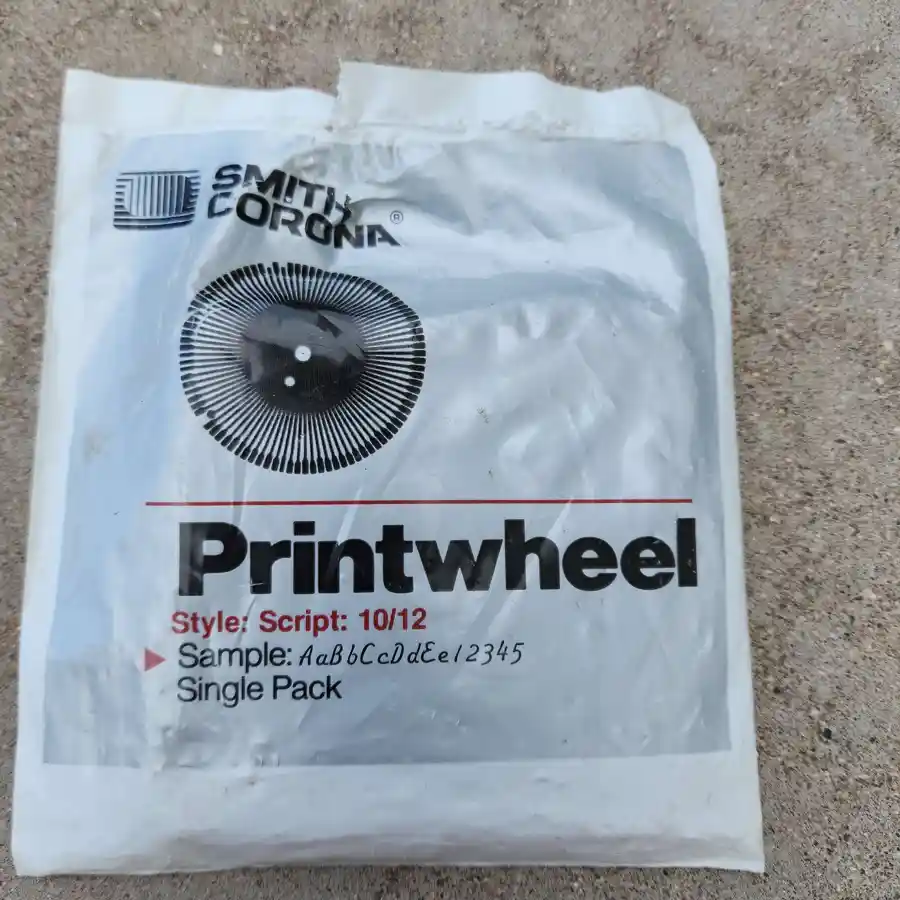 SMITH
CORONA®
Printwheel
Style: Script: 10/12
Sample: AaBbCcDdEe12345
Single Pack